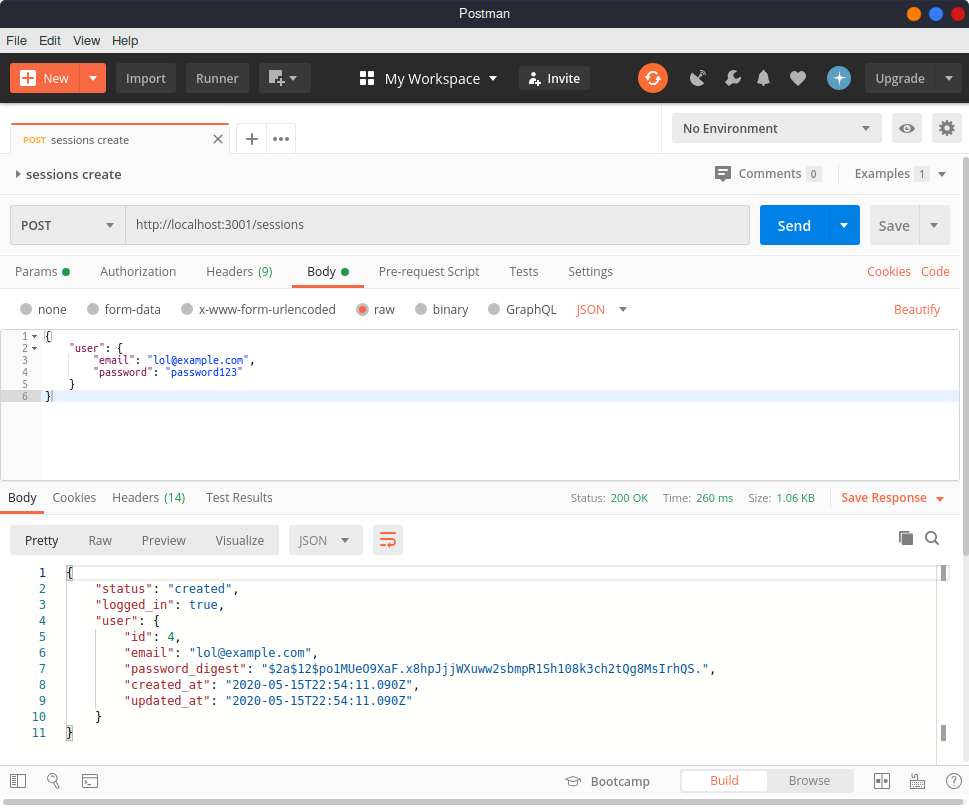 Postman
File Edit View Help
New Import Runner My Workspace Invite Upgrade
POST sessions create No Environment
sessions create Comments 0 Examples 1
POST http://localhost:3001/sessions Send Save
Params Authorization Headers (9) Body Pre-request Script Tests Settings Cookies Code
none form-data x-www-form-urlencoded raw binary GraphQL JSON Beautify
1 {
2 "user": {
3 "email": "lol@example.com",
4 "password": "password123"
5 }
6 }
Body Cookies Headers (14) Test Results Status: 200 OK Time: 260 ms Size: 1.06 KB Save Response
Pretty Raw Preview Visualize JSON
1 {
2 "status": "created",
3 "logged_in": true,
4 "user": {
5 "id": 4,
6 "email": "lol@example.com",
7 "password_digest": "$2a$12$po1MUeO9XaF.x8hpJjjWXuww2sbmpR1Sh108k3ch2tQg8MsIrhQS.",
8 "created_at": "2020-05-15T22:54:11.090Z",
9 "updated_at": "2020-05-15T22:54:11.090Z"
10 }
11 }
Bootcamp Build Browse